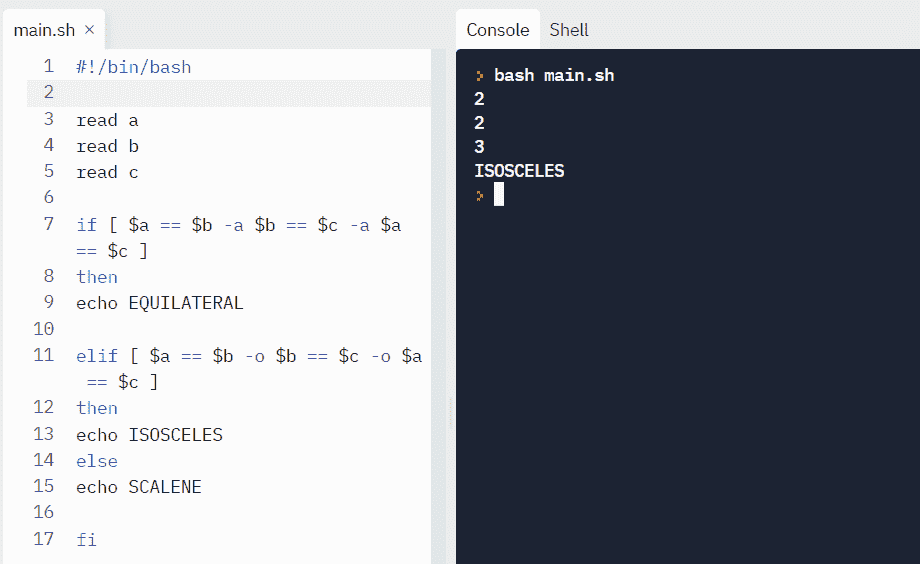 main.sh ×
1 #!/bin/bash
2
3 read a
4 read b
5 read c
6
7 if [ $a == $b -a $b == $c -a $a
== $c ]
8 then
9 echo EQUILATERAL
10
11 elif [ $a == $b -o $b == $c -o $a
== $c ]
12 then
13 echo ISOSCELES
14 else
15 echo SCALENE
16
17 fi
Console Shell
> bash main.sh
2
2
3
ISOSCELES
>